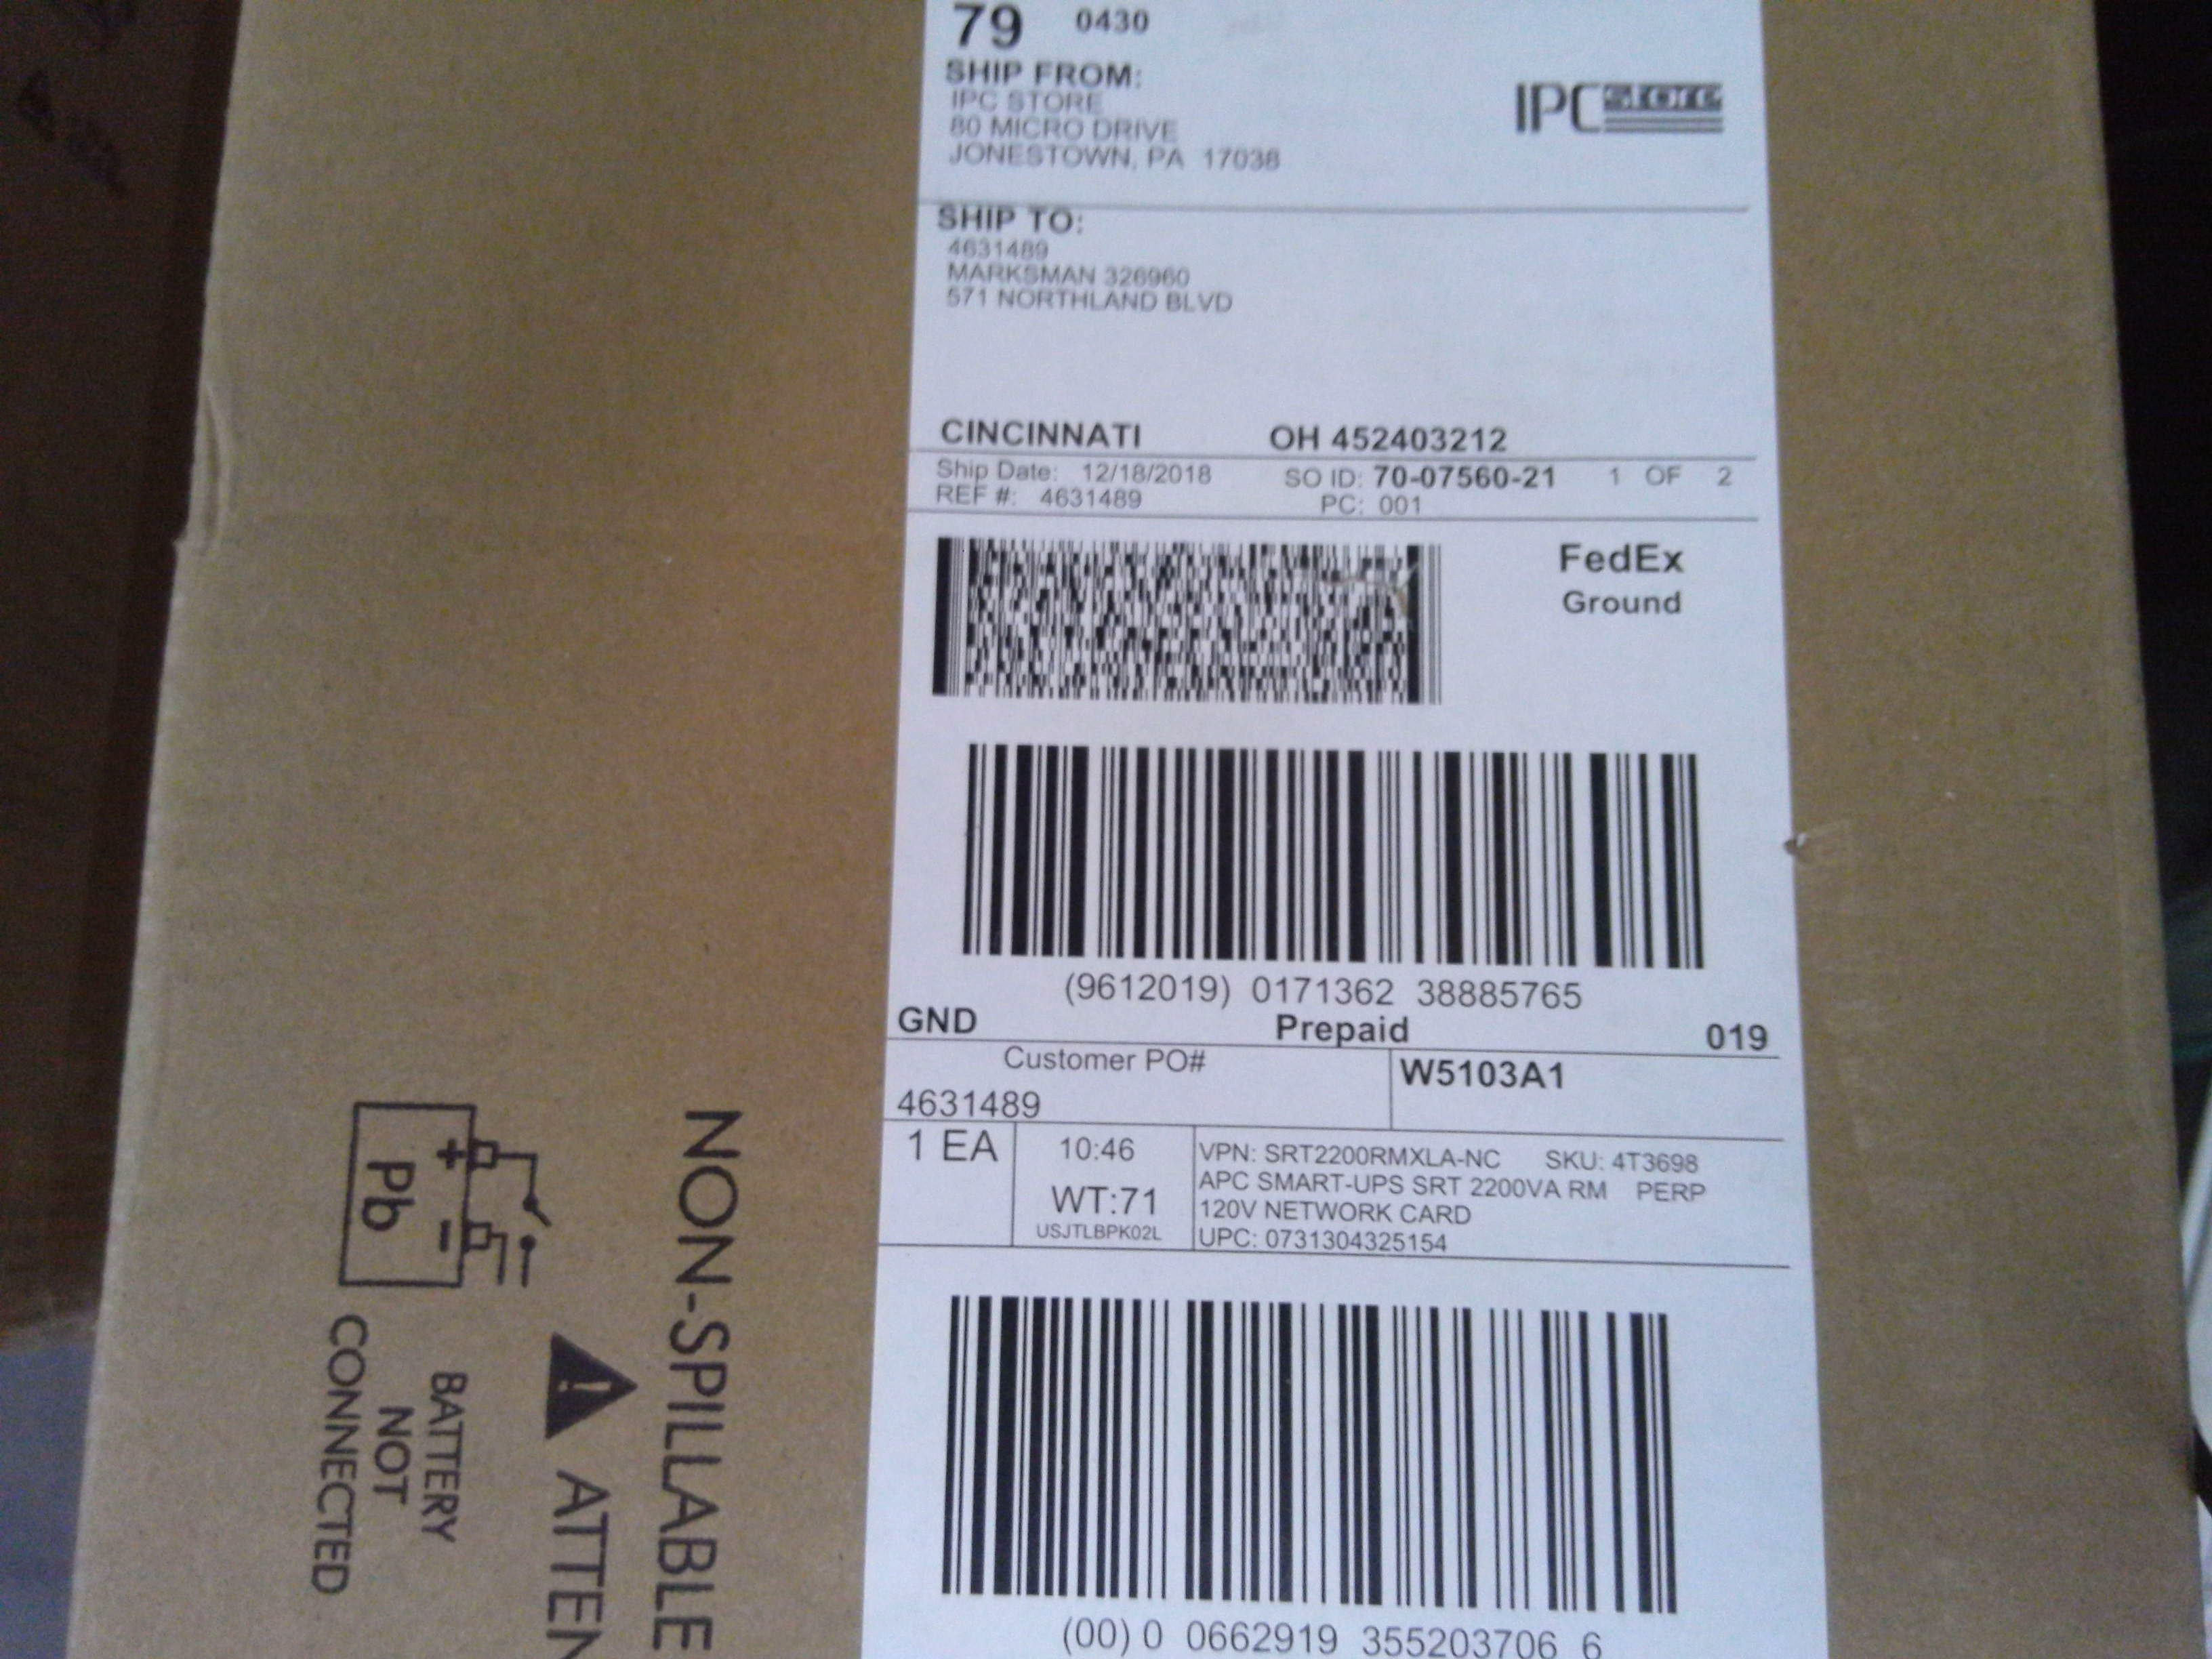 79 0430
SHIP FROM:
IPC STORE
80 MICRO DRIVE
JONESTOWN, PA 17038
IPC STORE
SHIP TO:
4631489
MARKSMAN 326960
571 NORTHLAND BLVD
CINCINNATI OH 452403212
Ship Date: 12/18/2018 SO ID: 70-07560-21 1 OF 2
REF #: 4631489 PC: 001
FedEx
Ground
(9612019) 0171362 38885765
GND Prepaid 019
Customer PO# W5103A1
4631489
1 EA
10:46
WT:71
USJTLBPK02L
VPN: SRT2200RMXLA-NC SKU: 4T3698
APC SMART-UPS SRT 2200VA RM PERP
120V NETWORK CARD
UPC: 0731304325154
(00) 0 0662919 355203706 6
NON-SPILLABLE
ATTEN
BATTERY
NOT
CONNECTED
+ -
Pb